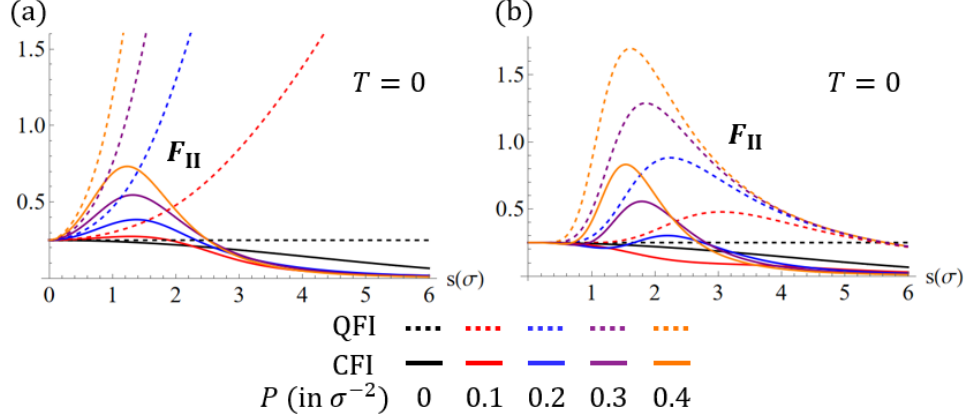 (a)
(b)
1.5
1.0
0.5
T = 0
F_II
0 1 2 3 4 5 6 s(σ)
1.5
1.0
0.5
T = 0
F_II
1 2 3 4 5 6 s(σ)
QFI
CFI
P (in σ⁻²) 0 0.1 0.2 0.3 0.4